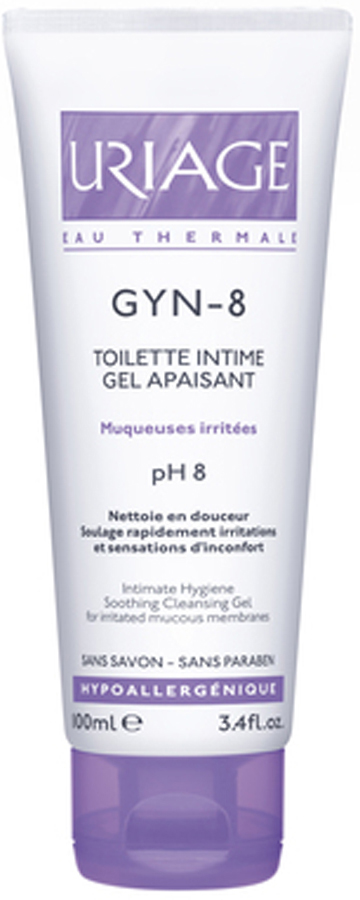 URIAGE
EAU THERMALE
GYN-8
TOILETTE INTIME
GEL APAISANT
Muqueuses irritées
pH 8
Nettoie en douceur
Soulage rapidement irritations
et sensations d'inconfort
Intimate Hygiene
Soothing Cleansing Gel
for irritated mucous membranes
SANS SAVON - SANS PARABEN
HYPOALLERGÉNIQUE
100ml e 3.4fl.oz.